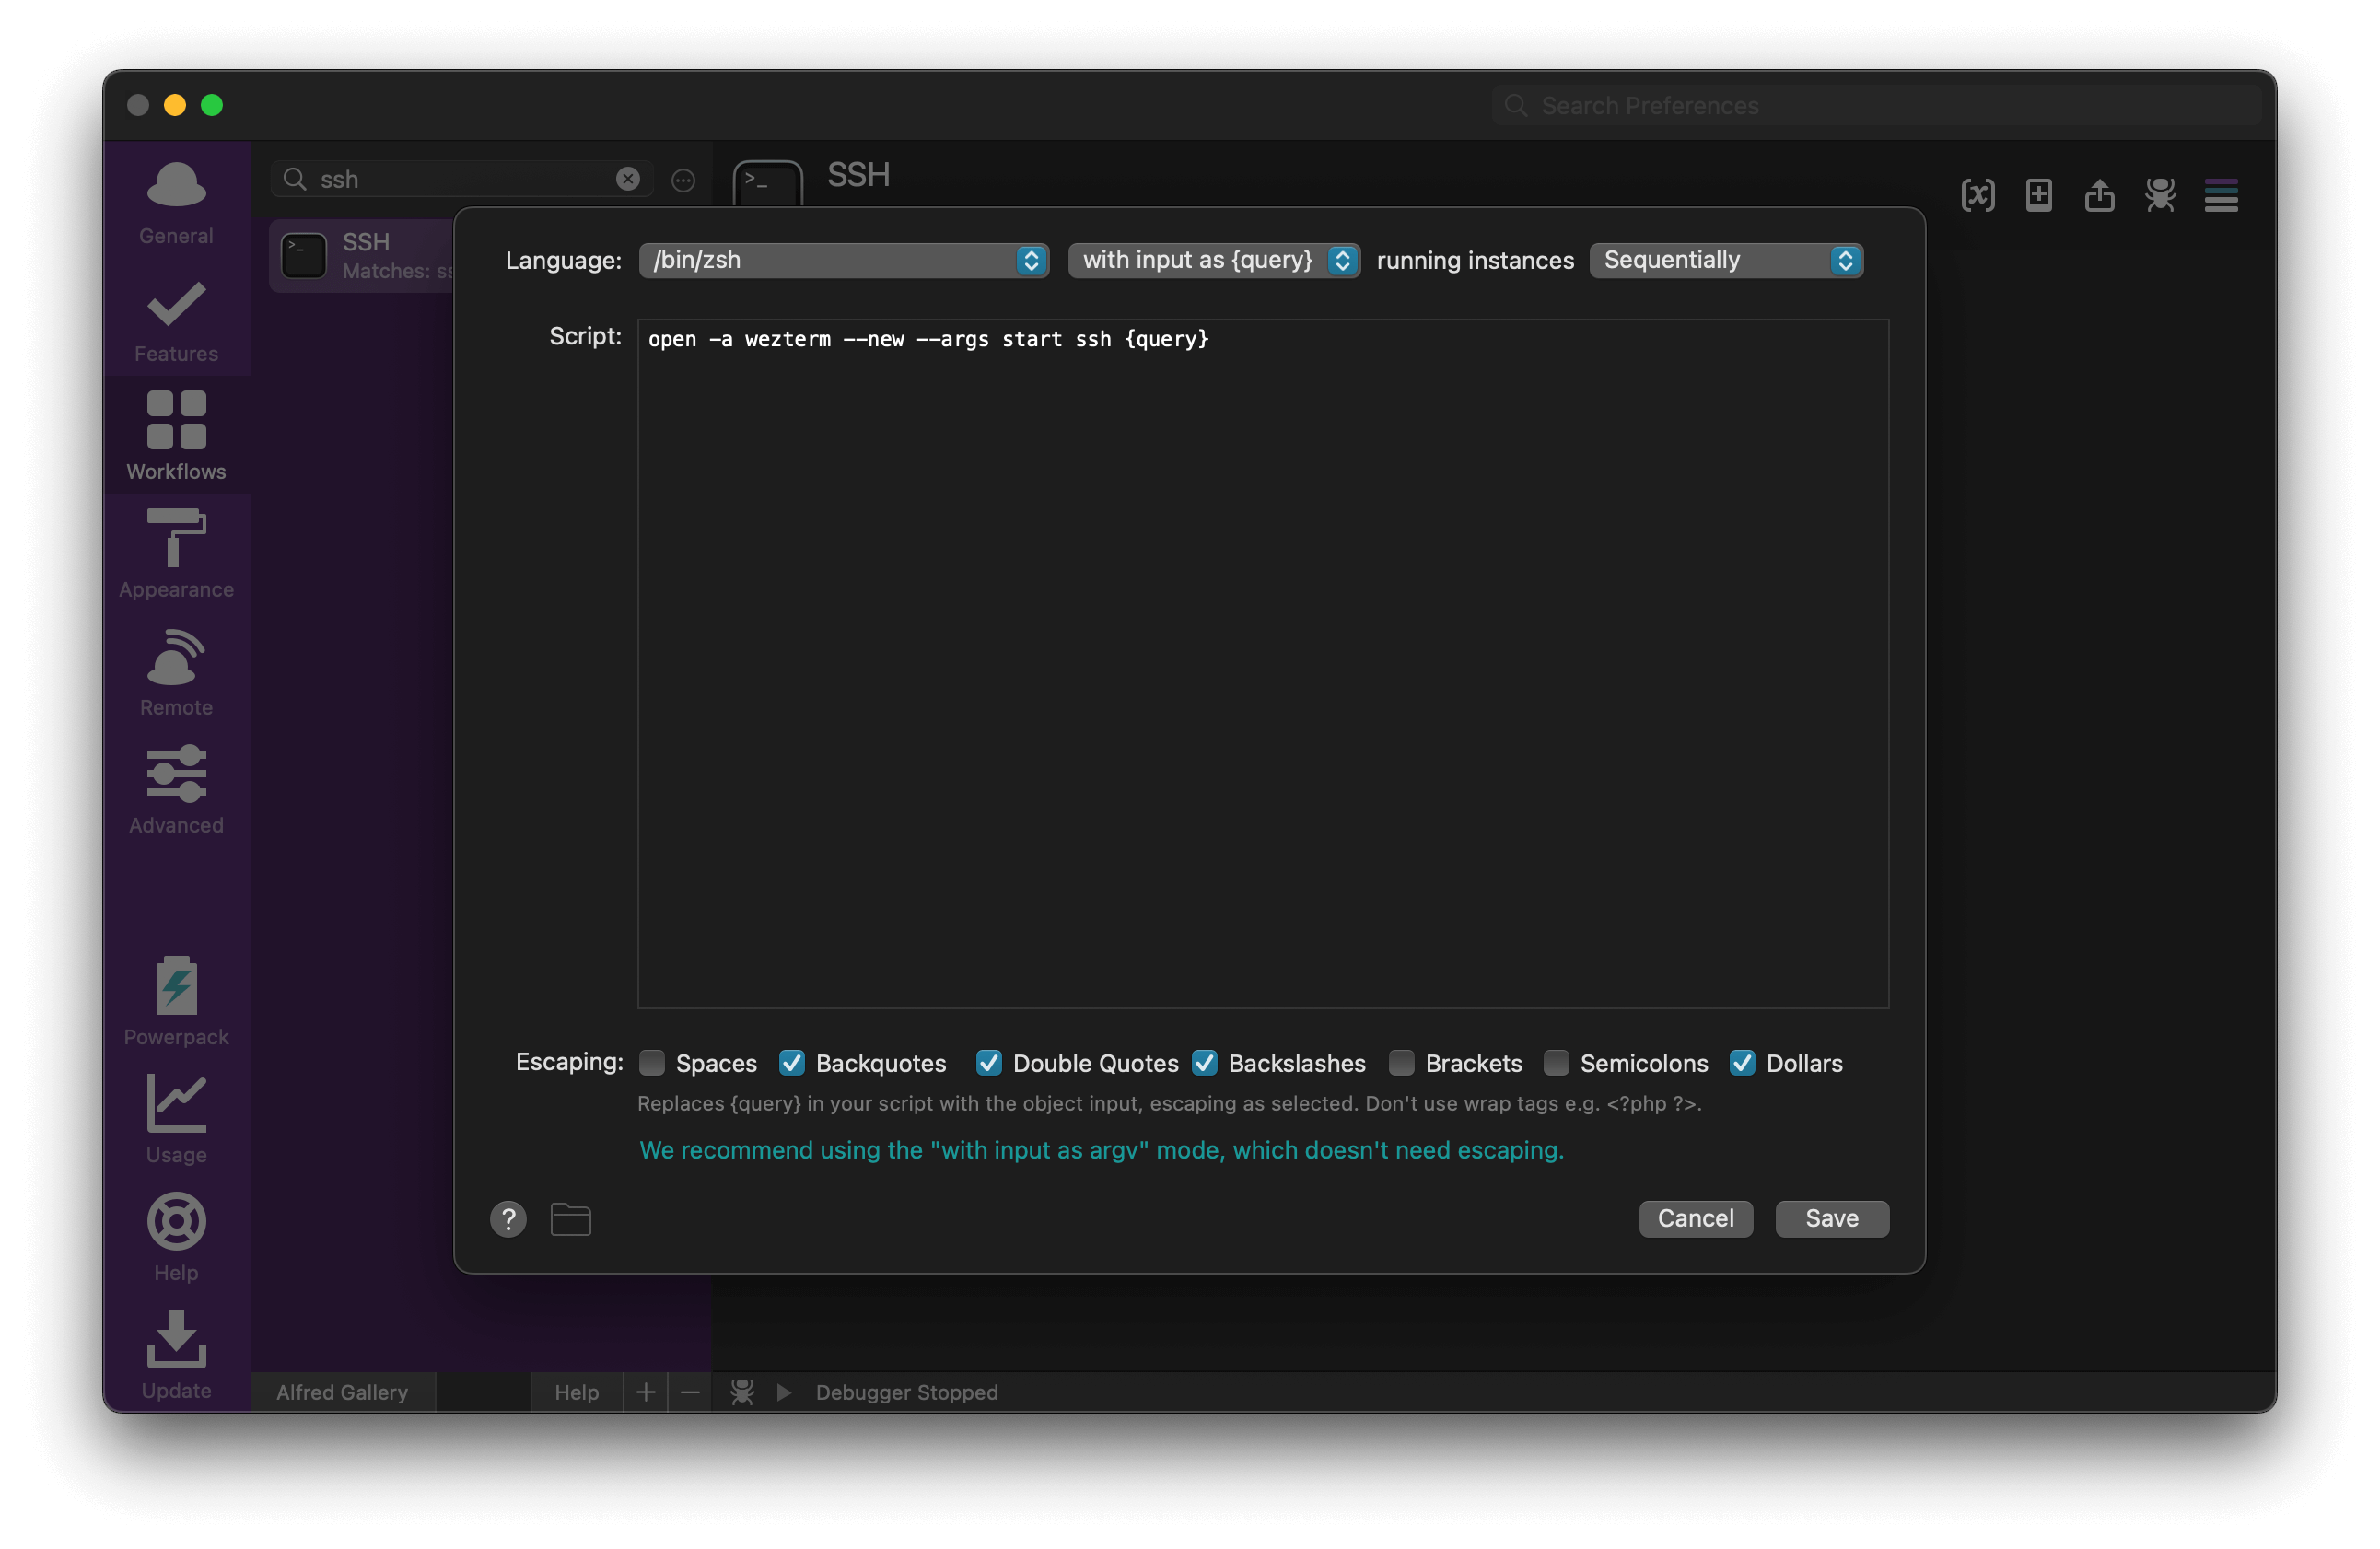 Search Preferences
ssh
SSH
General
SSH
Matches: ss
Features
Workflows
Appearance
Remote
Advanced
Powerpack
Usage
Help
Update
Language: /bin/zsh with input as {query} running instances Sequentially
Script: open -a wezterm --new --args start ssh {query}
Escaping: Spaces Backquotes Double Quotes Backslashes Brackets Semicolons Dollars
Replaces {query} in your script with the object input, escaping as selected. Don't use wrap tags e.g. <?php ?>.
We recommend using the "with input as argv" mode, which doesn't need escaping.
? Cancel Save
Alfred Gallery Help + − Debugger Stopped